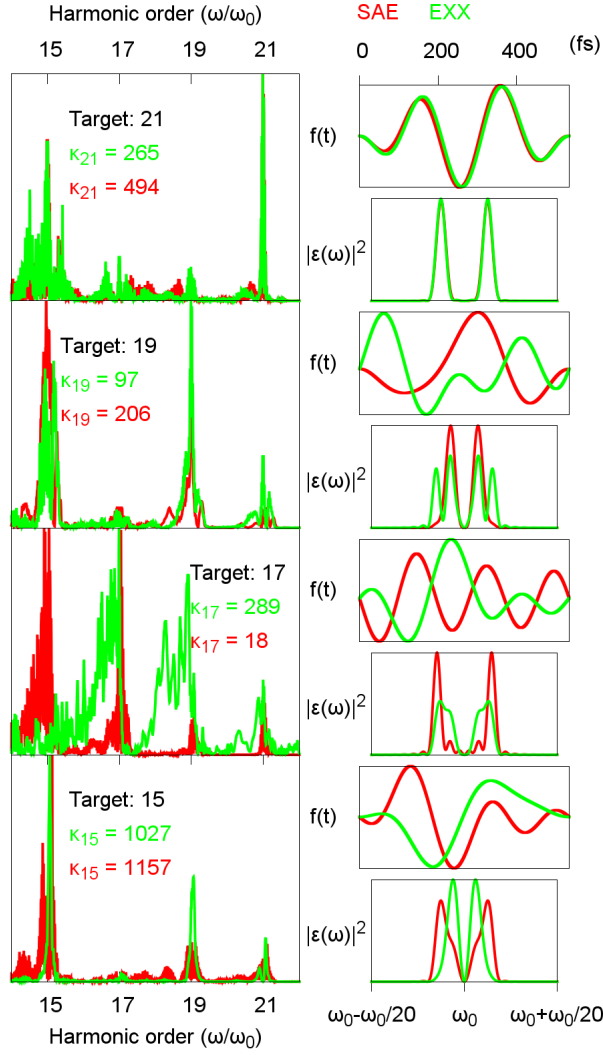 Harmonic order (ω/ω₀)
15 17 19 21
SAE EXX
0 200 400 (fs)
Target: 21
κ₂₁ = 265
κ₂₁ = 494
f(t)
|ε(ω)|²
Target: 19
κ₁₉ = 97
κ₁₉ = 206
f(t)
|ε(ω)|²
Target: 17
κ₁₇ = 289
κ₁₇ = 18
f(t)
|ε(ω)|²
Target: 15
κ₁₅ = 1027
κ₁₅ = 1157
f(t)
|ε(ω)|²
15 17 19 21
Harmonic order (ω/ω₀)
ω₀-ω₀/20 ω₀ ω₀+ω₀/20